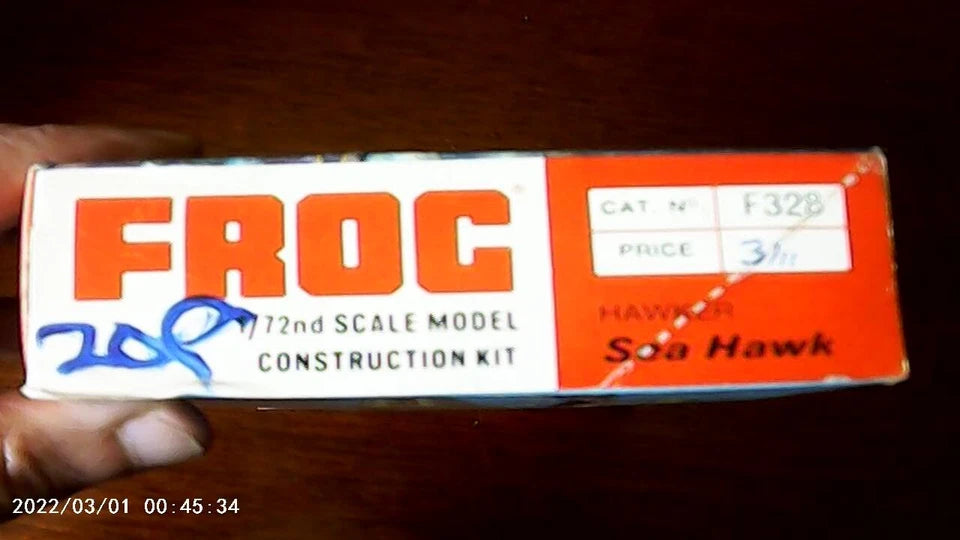 FROG
20p
1/72nd SCALE MODEL
CONSTRUCTION KIT
CAT. Nº. F328
PRICE 3/11
HAWKER
Sea Hawk
2022/03/01 00:45:34